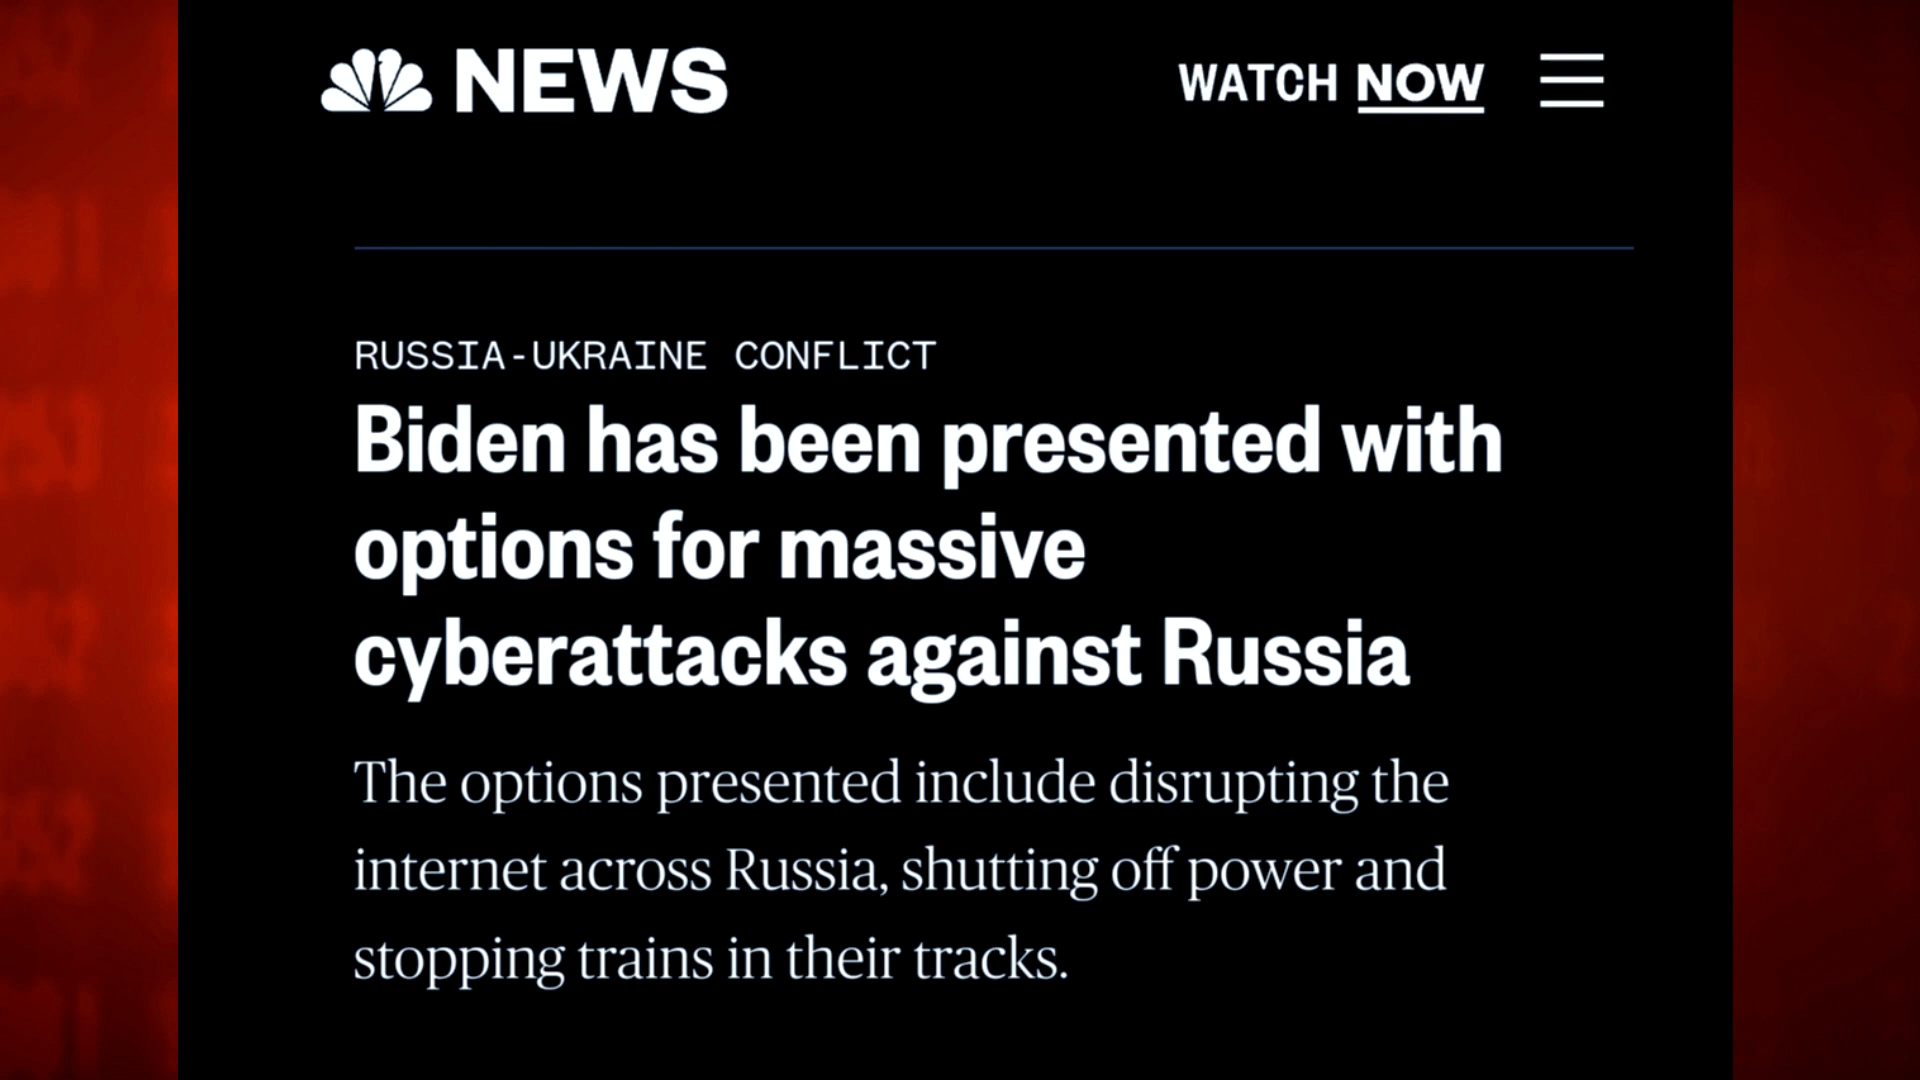 NEWS
WATCH NOW
RUSSIA-UKRAINE CONFLICT
Biden has been presented with
options for massive
cyberattacks against Russia
The options presented include disrupting the
internet across Russia, shutting off power and
stopping trains in their tracks.